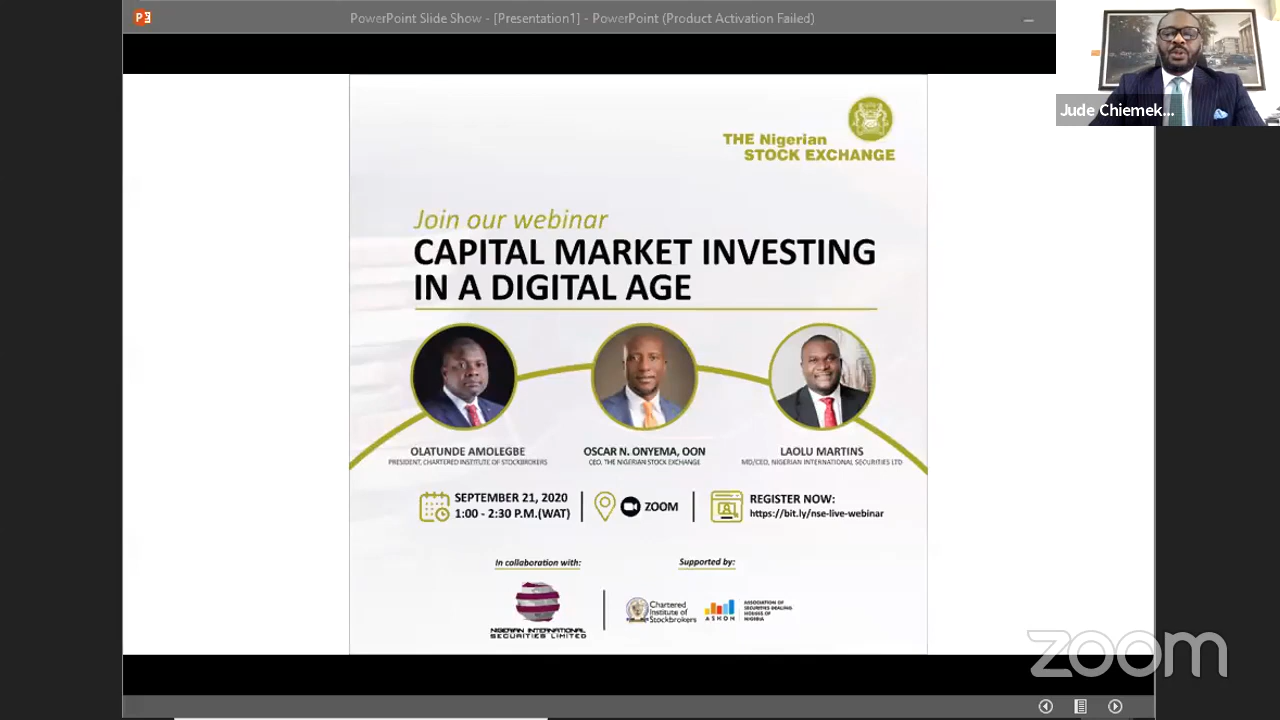 PowerPoint Slide Show - [Presentation1] - PowerPoint (Product Activation Failed)
Jude Chiemek...
THE Nigerian
STOCK EXCHANGE
Join our webinar
CAPITAL MARKET INVESTING
IN A DIGITAL AGE
OLATUNDE AMOLEGBE
PRESIDENT, CHARTERED INSTITUTE OF STOCKBROKERS
OSCAR N. ONYEMA, OON
CEO, THE NIGERIAN STOCK EXCHANGE
LAOLU MARTINS
MD/CEO, NIGERIAN INTERNATIONAL SECURITIES LTD
SEPTEMBER 21, 2020
1:00 - 2:30 P.M.(WAT)
ZOOM
REGISTER NOW:
https://bit.ly/nse-live-webinar
In collaboration with:
NIGERIAN INTERNATIONAL
SECURITIES LIMITED
Supported by:
Chartered
Institute of
Stockbrokers
ASHON
ASSOCIATION OF
SECURITIES DEALING
HOUSES OF
NIGERIA
zoom